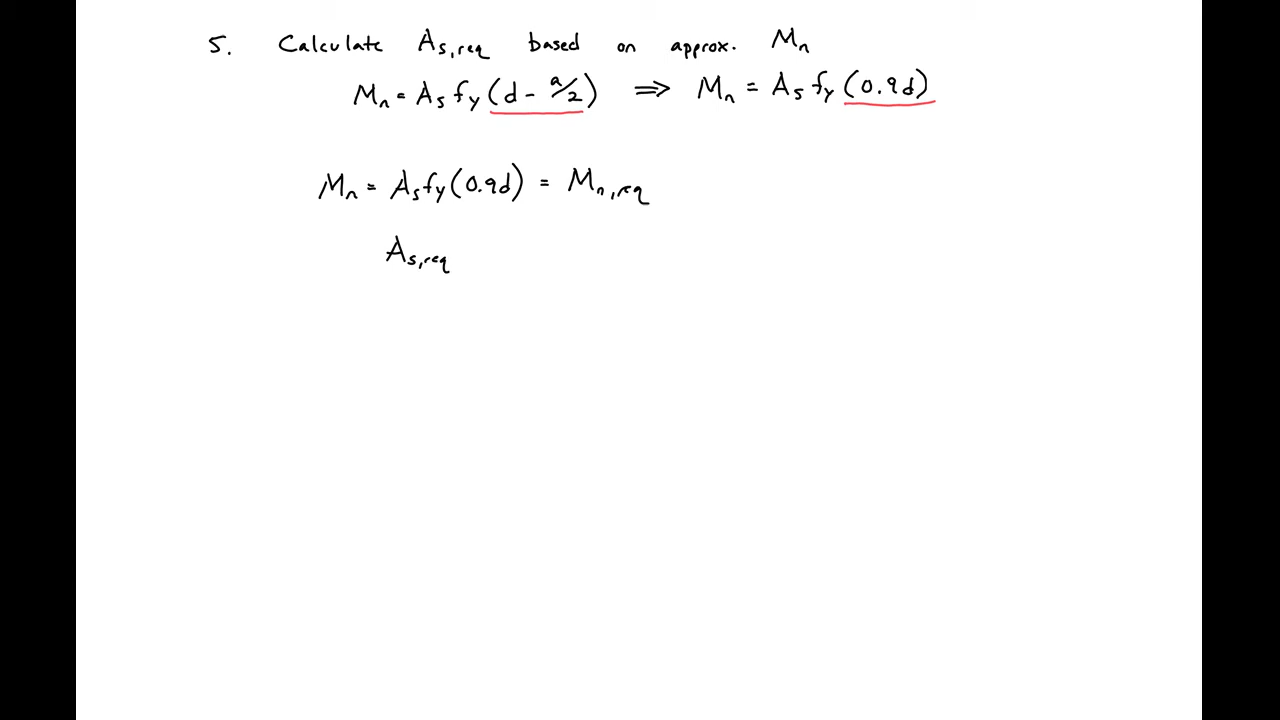 5. Calculate As,req based on approx. Mn
Mn = As fy (d - a/2) ⟹ Mn = As fy (0.9d)
Mn = As fy (0.9d) = Mn,req
As,req